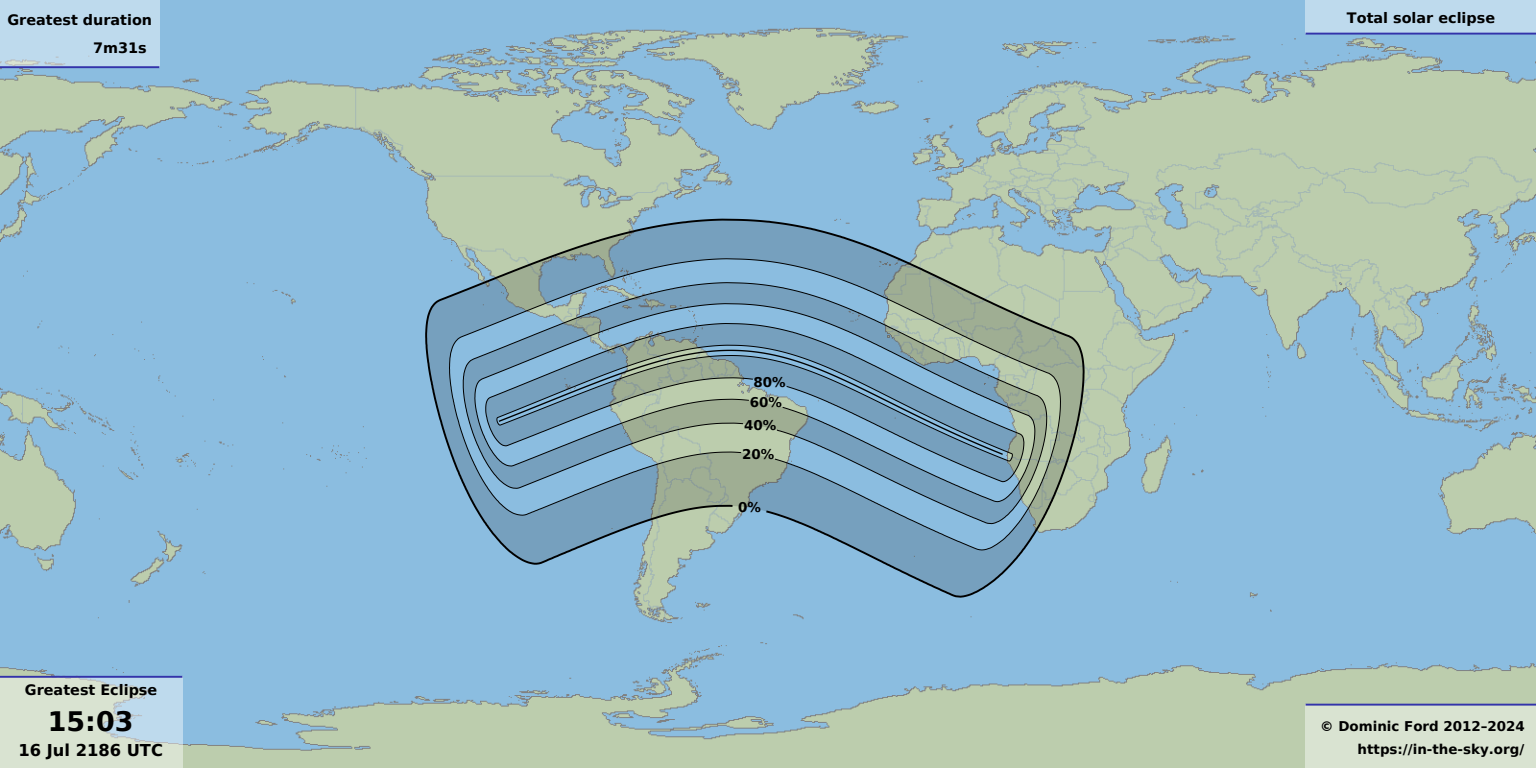 Greatest duration
7m31s
Total solar eclipse
80%
60%
40%
20%
0%
Greatest Eclipse
15:03
16 Jul 2186 UTC
© Dominic Ford 2012–2024
https://in-the-sky.org/